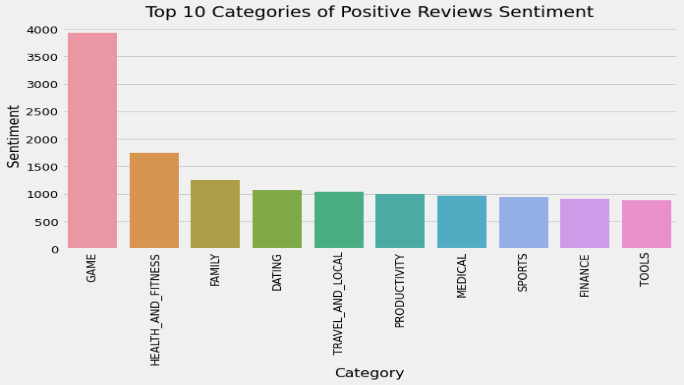 Top 10 Categories of Positive Reviews Sentiment
Sentiment
4000
3500
3000
2500
2000
1500
1000
500
0
GAME
HEALTH_AND_FITNESS
FAMILY
DATING
TRAVEL_AND_LOCAL
PRODUCTIVITY
MEDICAL
SPORTS
FINANCE
TOOLS
Category